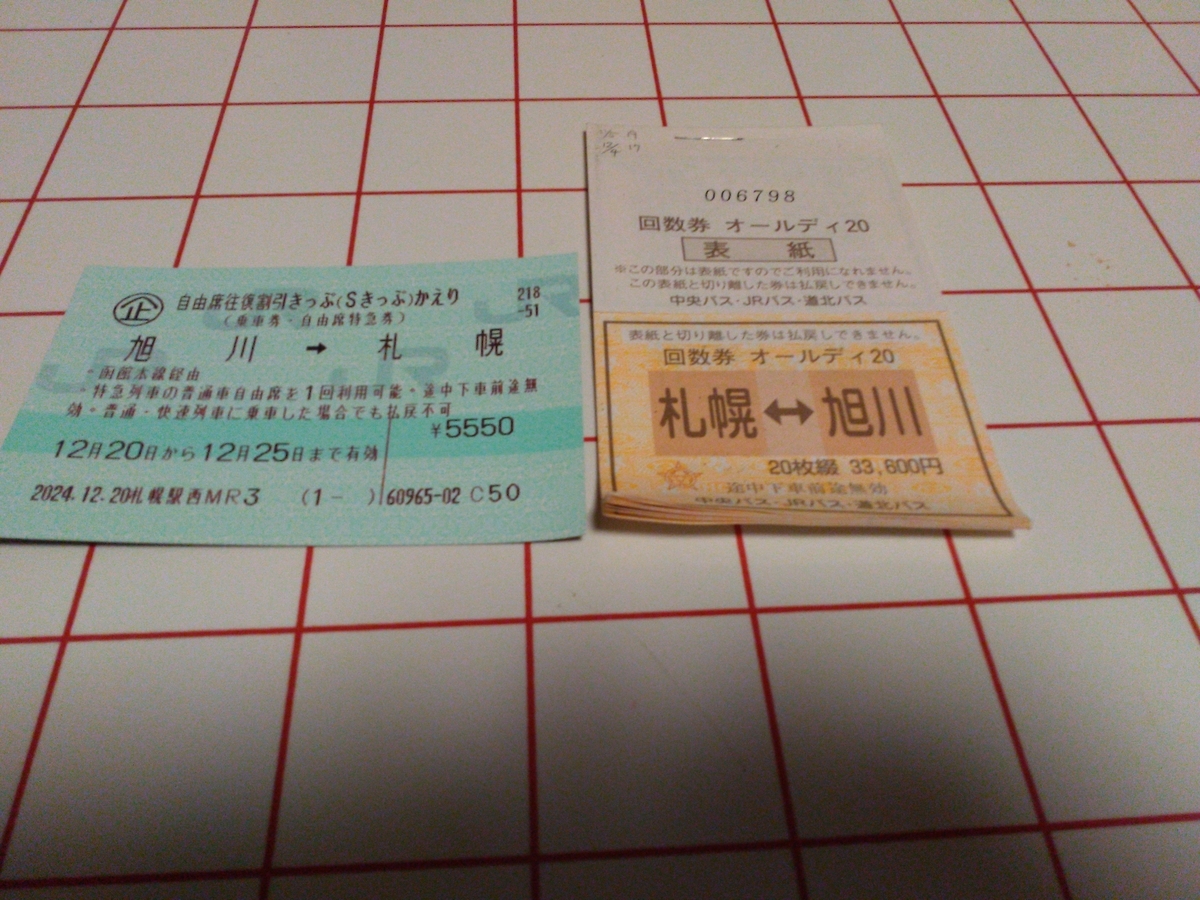 企 自由席往復割引きっぷ(Sきっぷ)かえり
218
-51
(乗車券・自由席特急券)
旭川 → 札幌
・函館本線経由
・特急列車の普通車自由席を1回利用可能・途中下車前途無
効・普通・快速列車に乗車した場合でも払戻不可
¥5550
12月20日から12月25日まで有効
2024.12.20札幌駅西MR3 (1- ) 60965-02 C50
JR
006798
回数券 オールディ20
表紙
※この部分は表紙ですのでご利用になれません。
この表紙と切り離した券は払戻しできません。
中央バス・JRバス・道北バス
表紙と切り離した券は払戻しできません。
回数券 オールディ20
札幌↔旭川
20枚綴 33,600円
途中下車前途無効
中央バス・JRバス・道北バス